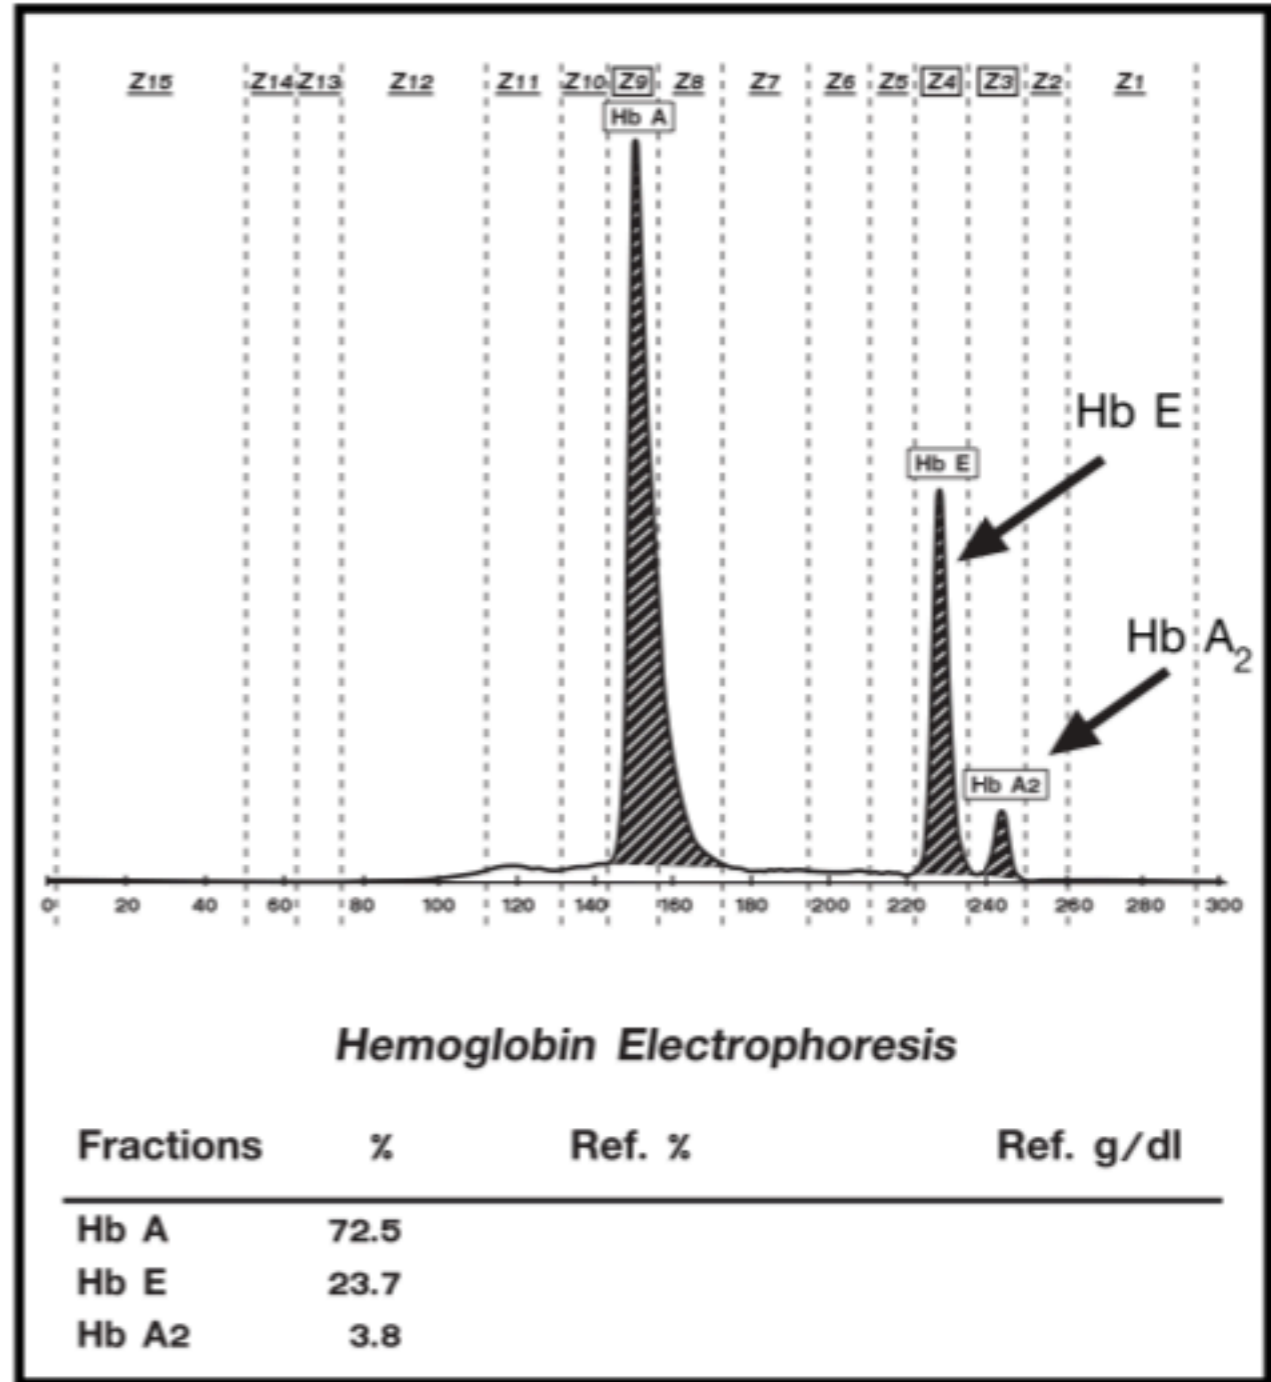 Z15 Z14 Z13 Z12 Z11 Z10 Z9 Z8 Z7 Z6 Z5 Z4 Z3 Z2 Z1
Hb A
Hb E
Hb E
Hb A₂
Hb A2
0 20 40 60 80 100 120 140 160 180 200 220 240 260 280 300
Hemoglobin Electrophoresis
Fractions % Ref. % Ref. g/dl
Hb A 72.5
Hb E 23.7
Hb A2 3.8